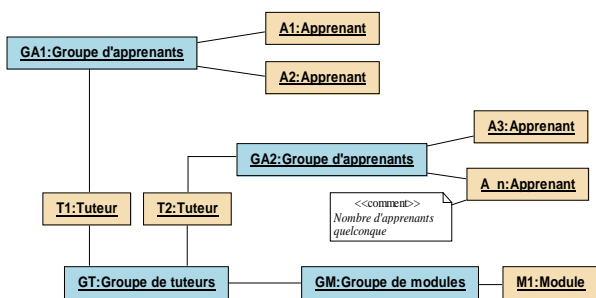 A1:Apprenant
GA1:Groupe d'apprenants
A2:Apprenant
A3:Apprenant
GA2:Groupe d'apprenants
A_n:Apprenant
<<comment>>
Nombre d'apprenants
quelconque
T1:Tuteur
T2:Tuteur
GT:Groupe de tuteurs
GM:Groupe de modules
M1:Module